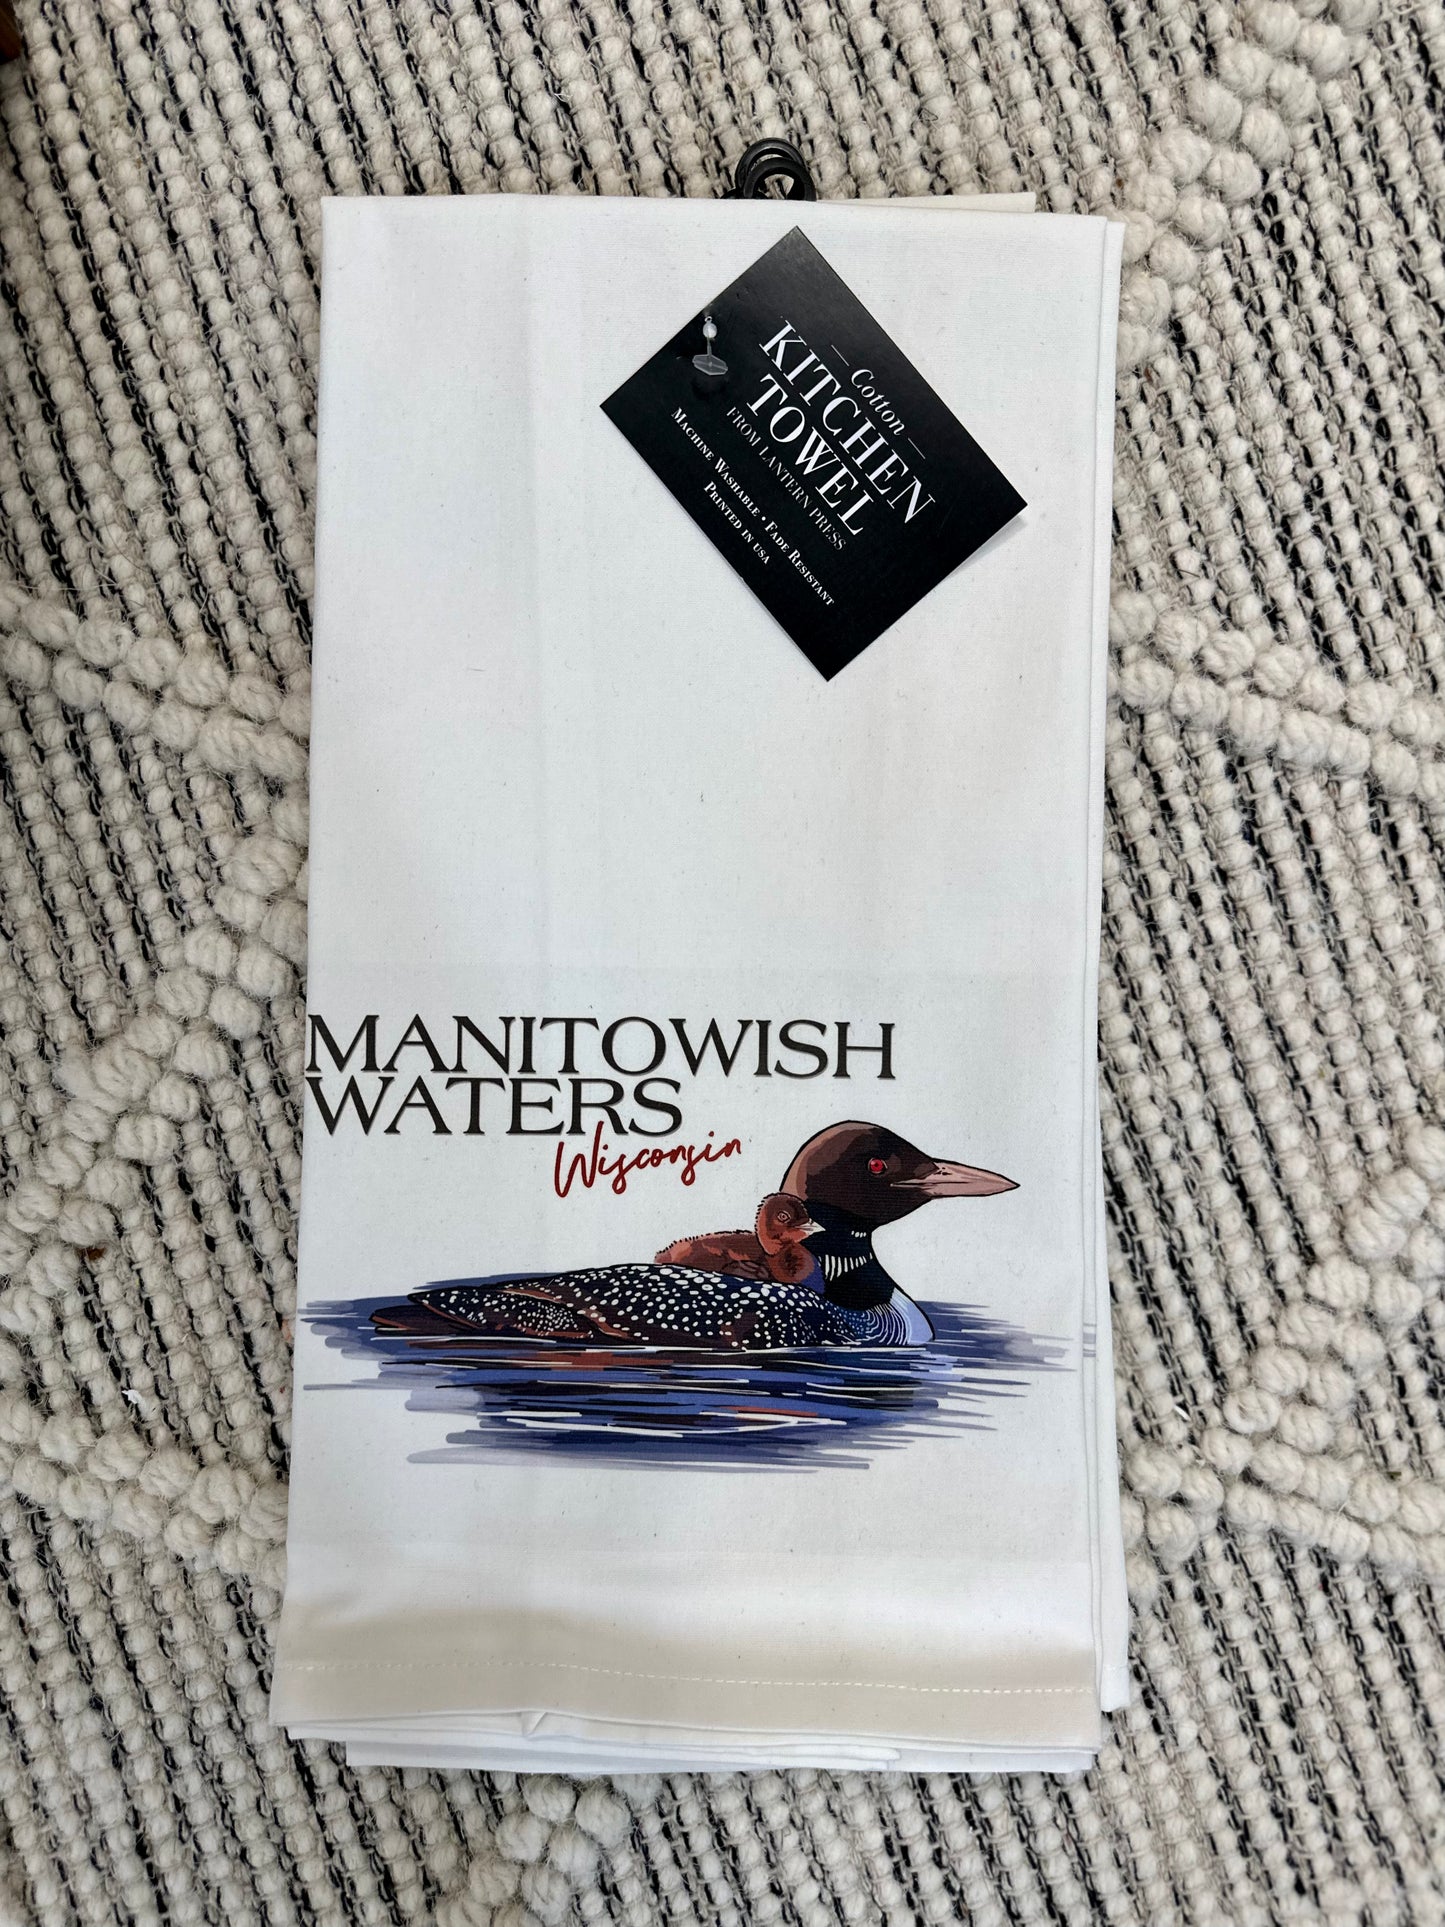 Cotton
KITCHEN
TOWEL
FROM LANTERN PRESS
MACHINE WASHABLE • FADE RESISTANT
PRINTED IN USA
MANITOWISH
WATERS
Wisconsin